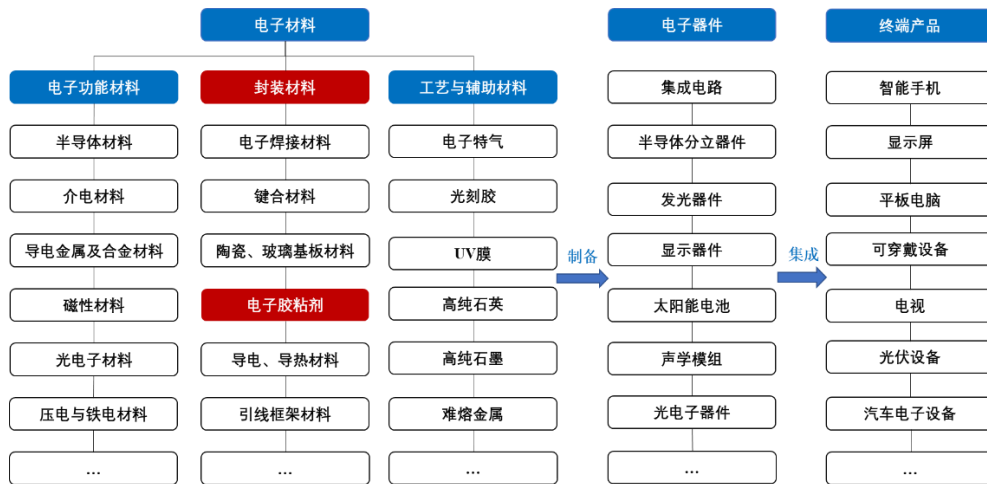 电子材料
电子器件
终端产品
电子功能材料
封装材料
工艺与辅助材料
集成电路
智能手机
半导体材料
电子焊接材料
电子特气
半导体分立器件
显示屏
介电材料
键合材料
光刻胶
发光器件
平板电脑
导电金属及合金材料
陶瓷、玻璃基板材料
UV膜
制备
显示器件
集成
可穿戴设备
磁性材料
电子胶粘剂
高纯石英
太阳能电池
电视
光电子材料
导电、导热材料
高纯石墨
声学模组
光伏设备
压电与铁电材料
引线框架材料
难熔金属
光电子器件
汽车电子设备
...
...
...
...
...